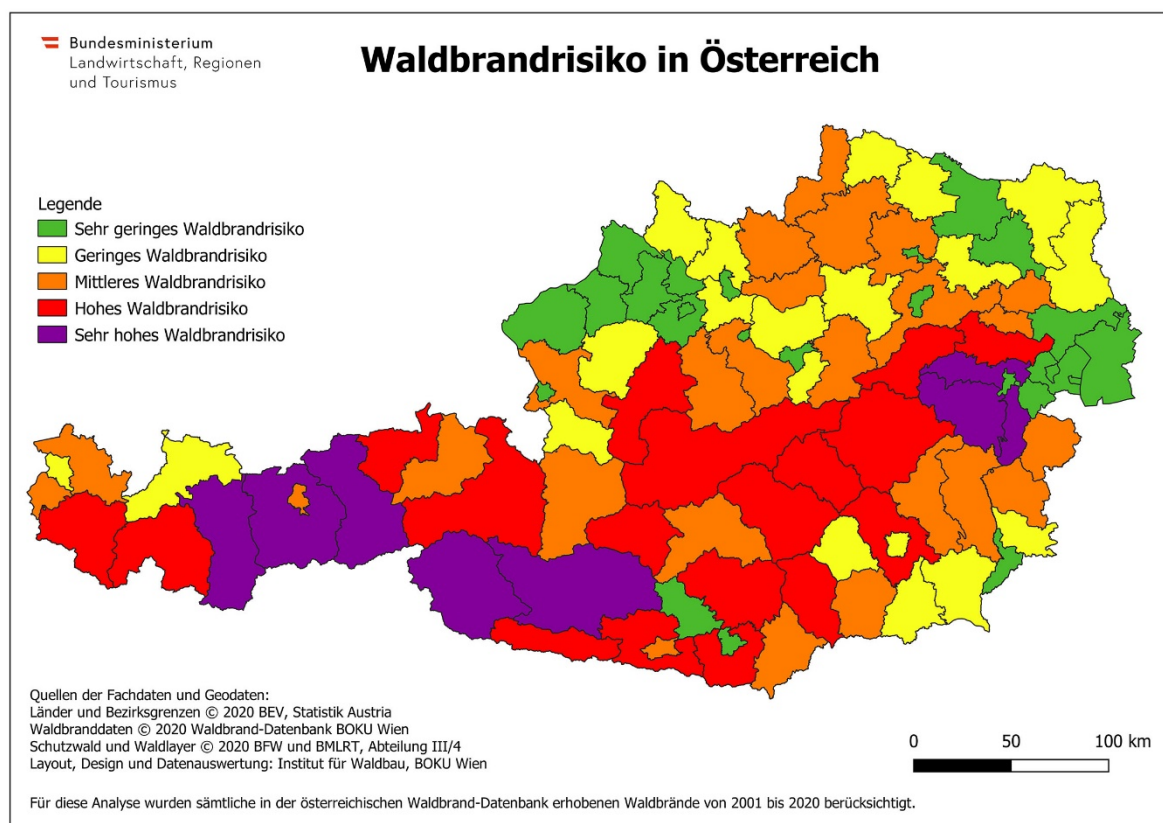 Bundesministerium
Landwirtschaft, Regionen
und Tourismus
Waldbrandrisiko in Österreich
Legende
Sehr geringes Waldbrandrisiko
Geringes Waldbrandrisiko
Mittleres Waldbrandrisiko
Hohes Waldbrandrisiko
Sehr hohes Waldbrandrisiko
Quellen der Fachdaten und Geodaten:
Länder und Bezirksgrenzen © 2020 BEV, Statistik Austria
Waldbranddaten © 2020 Waldbrand-Datenbank BOKU Wien
Schutzwald und Waldlayer © 2020 BFW und BMLRT, Abteilung III/4
Layout, Design und Datenauswertung: Institut für Waldbau, BOKU Wien
0 50 100 km
Für diese Analyse wurden sämtliche in der österreichischen Waldbrand-Datenbank erhobenen Waldbrände von 2001 bis 2020 berücksichtigt.